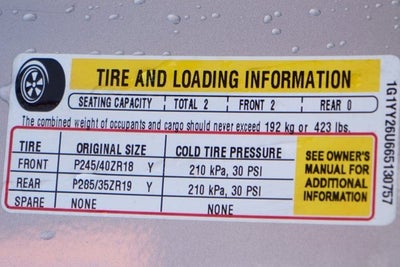 TIRE AND LOADING INFORMATION
SEATING CAPACITY TOTAL 2 FRONT 2 REAR 0
The combined weight of occupants and cargo should never exceed 192 kg or 423 lbs.
TIRE ORIGINAL SIZE COLD TIRE PRESSURE
FRONT P245/40ZR18 Y 210 kPa, 30 PSI
REAR P285/35ZR19 Y 210 kPa, 30 PSI
SPARE NONE NONE
SEE OWNER'S
MANUAL FOR
ADDITIONAL
INFORMATION
1G1YY26U665130757